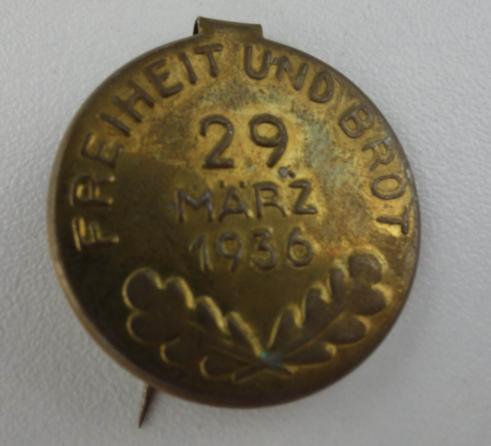 FREIHEIT UND BROT
29
MÄRZ
1936